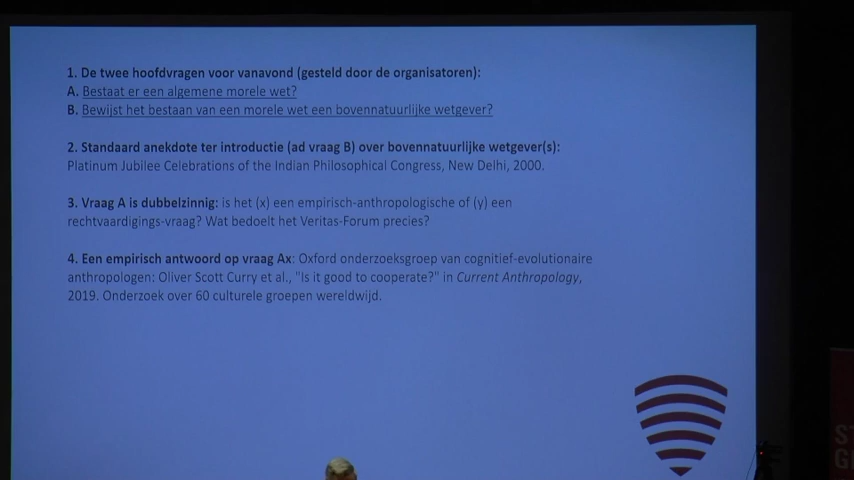 1. De twee hoofdvragen voor vanavond (gesteld door de organisatoren):
A. Bestaat er een algemene morele wet?
B. Bewijst het bestaan van een morele wet een bovennatuurlijke wetgever?
2. Standaard anekdote ter introductie (ad vraag B) over bovennatuurlijke wetgever(s):
Platinum Jubilee Celebrations of the Indian Philosophical Congress, New Delhi, 2000.
3. Vraag A is dubbelzinnig: is het (x) een empirisch-anthropologische of (y) een
rechtvaardigings-vraag? Wat bedoelt het Veritas-Forum precies?
4. Een empirisch antwoord op vraag Ax: Oxford onderzoeksgroep van cognitief-evolutionaire
anthropologen: Oliver Scott Curry et al., "Is it good to cooperate?" in Current Anthropology,
2019. Onderzoek over 60 culturele groepen wereldwijd.